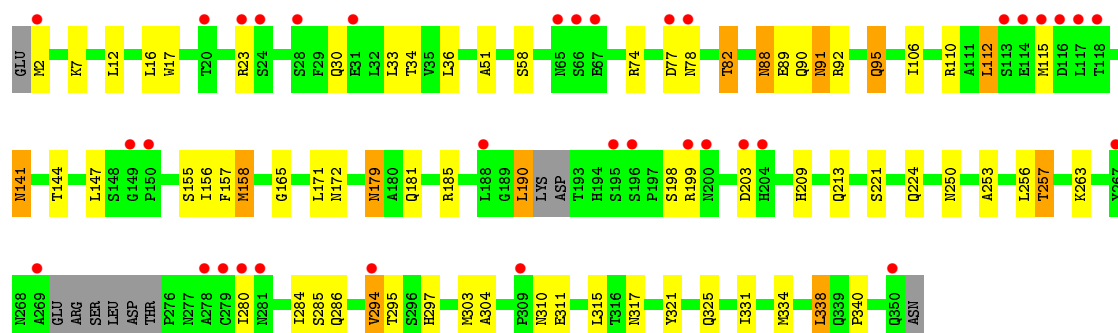 GLU M2 K7 L12 L16 W17 T20 R23 S24 S28 F29 Q30 E31 L32 L33 T34 V35 L36 A51 S58 N65 S66 E67 R74 D77 N78 T82 N88 E89 Q90 N91 R92 Q95 I106 R110 A111 L112 S113 E114 M115 D116 L117 T118
N141 T144 L147 S148 G149 P150 S155 I156 F157 M158 G165 L171 N172 N179 A180 Q181 R185 L188 G189 L190 LYS ASP T193 H194 S195 S196 P197 S198 R199 N200 D203 H204 H209 Q213 S221 Q224 N250 A253 L256 T257 K263 Y267
N268 A269 GLU ARG SER LEU ASP THR P276 N277 A278 C279 I280 N281 I284 S285 Q286 V294 T295 S296 H297 M303 A304 P309 N310 E311 L315 T316 N317 Y321 Q325 I331 M334 L338 Q339 P340 Q350 ASN